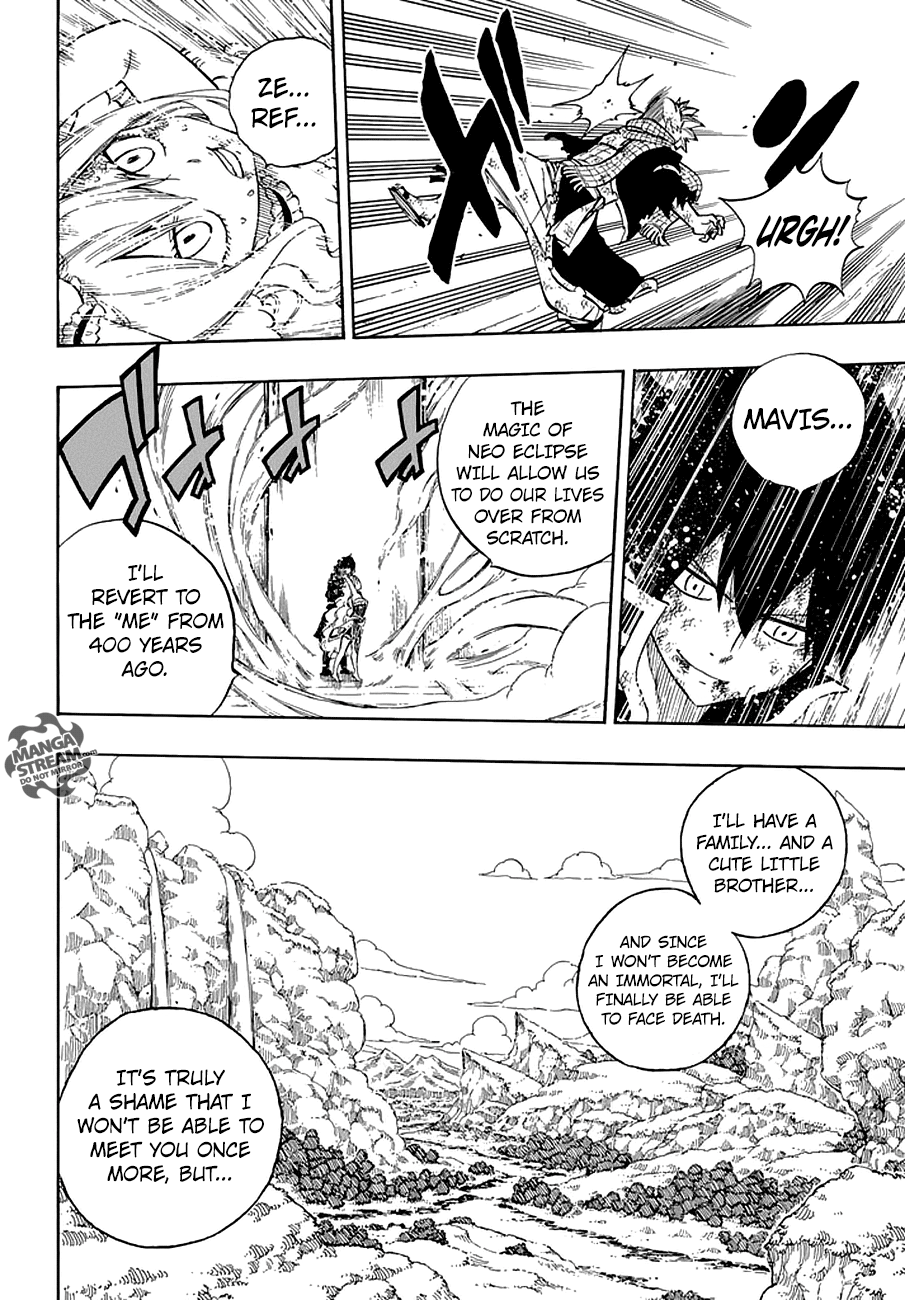 URGH!
ZE...
REF...
MAVIS...
THE
MAGIC OF
NEO ECLIPSE
WILL ALLOW US
TO DO OUR LIVES
OVER FROM
SCRATCH.
I'LL
REVERT TO
THE "ME" FROM
400 YEARS
AGO.
I'LL HAVE A
FAMILY... AND A
CUTE LITTLE
BROTHER...
AND SINCE
I WON'T BECOME
AN IMMORTAL, I'LL
FINALLY BE ABLE
TO FACE DEATH.
IT'S TRULY
A SHAME THAT I
WON'T BE ABLE TO
MEET YOU ONCE
MORE, BUT...
MANGA
STREAM.com
DO NOT MIRROR